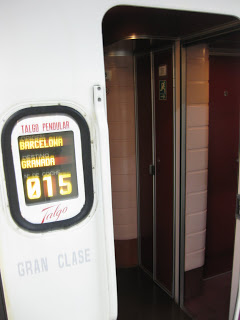 TALGO PENDULAR
BARCELONA
GRANADA
015
Talgo
GRAN CLASE